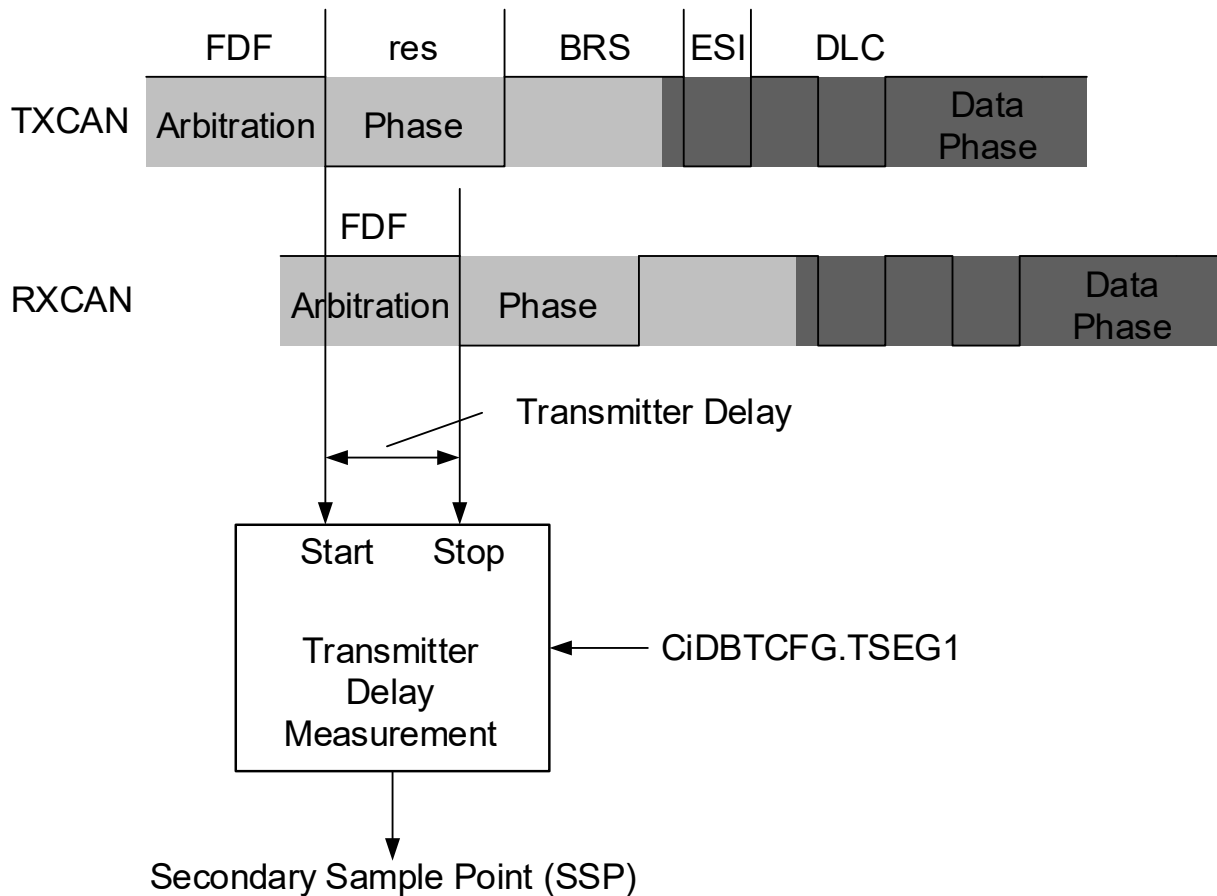 FDF res BRS ESI DLC
TXCAN Arbitration Phase Data
Phase
FDF
RXCAN Arbitration Phase Data
Phase
Transmitter Delay
Start Stop
Transmitter
Delay
Measurement
CiDBTCFG.TSEG1
Secondary Sample Point (SSP)